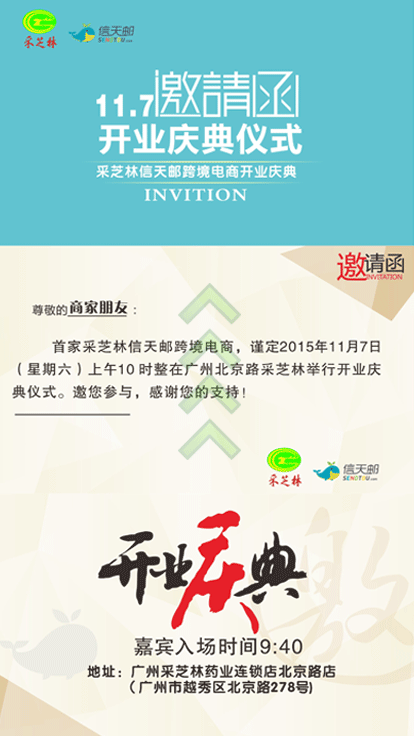 采芝林 信天邮
SENDTOU.com
11.7邀請函
开业庆典仪式
采芝林信天邮跨境电商开业庆典
INVITION
邀请函
INVITATION
尊敬的商家朋友：
首家采芝林信天邮跨境电商，谨定2015年11月7日
（星期六）上午10时整在广州北京路采芝林举行开业庆
典仪式。邀您参与，感谢您的支持！
采芝林 信天邮
SENDTOU.com
开业庆典
邀
嘉宾入场时间9:40
地址：广州采芝林药业连锁店北京路店
（广州市越秀区北京路278号)